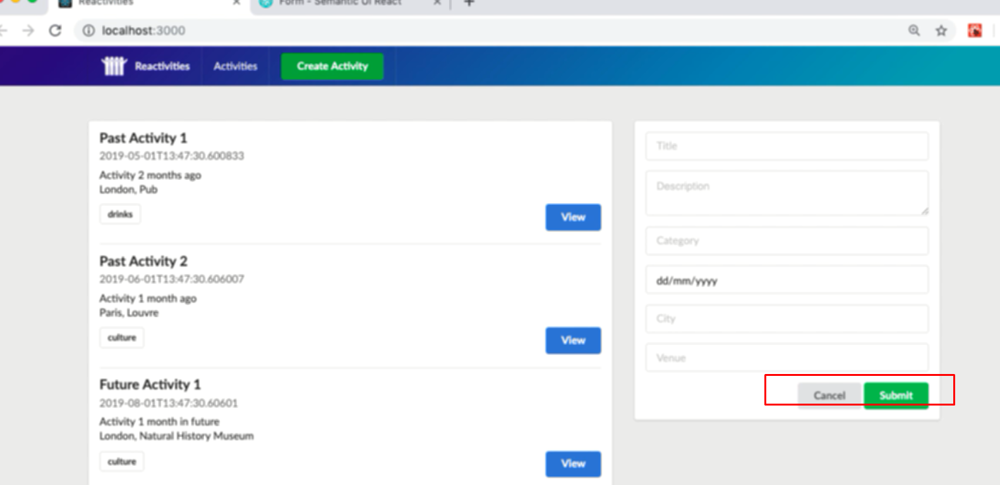 Reactivities
Form - Semantic UI React
localhost:3000
Reactivities
Activities
Create Activity
Past Activity 1
2019-05-01T13:47:30.600833
Activity 2 months ago
London, Pub
drinks
View
Past Activity 2
2019-06-01T13:47:30.606007
Activity 1 month ago
Paris, Louvre
culture
View
Future Activity 1
2019-08-01T13:47:30.60601
Activity 1 month in future
London, Natural History Museum
culture
View
Title
Description
Category
dd/mm/yyyy
City
Venue
Cancel
Submit